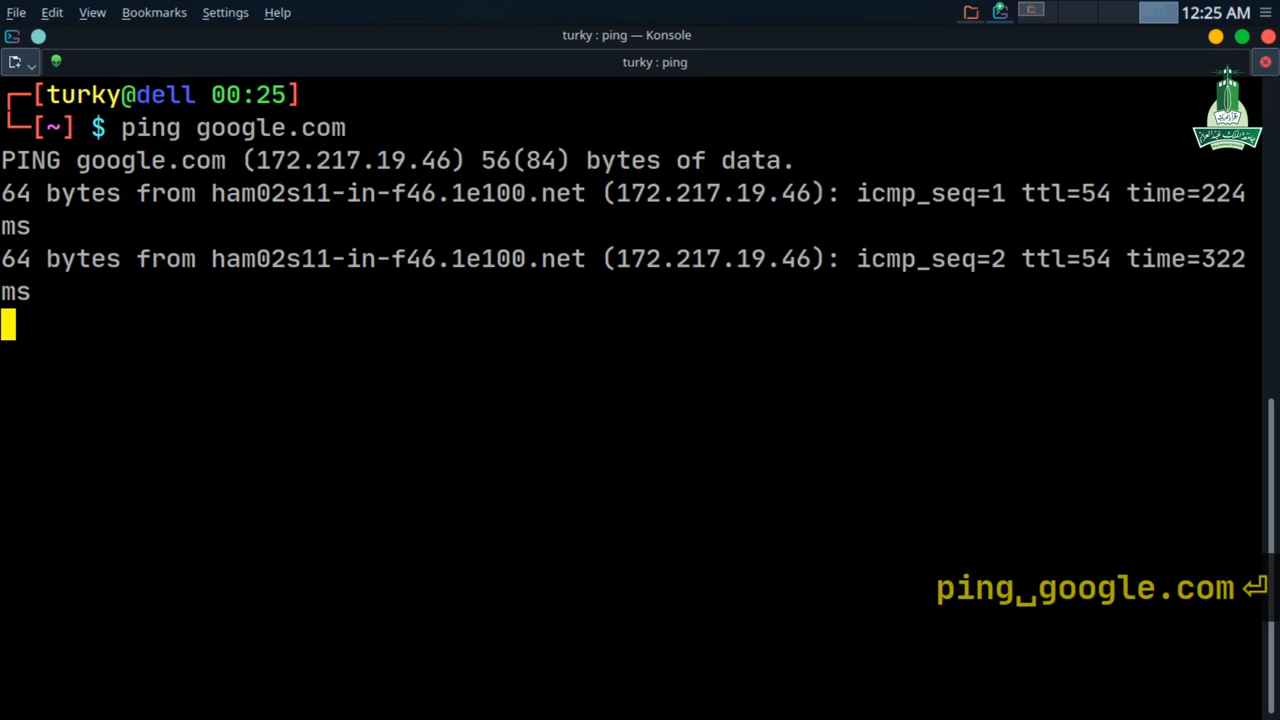 File Edit View Bookmarks Settings Help 12:25 AM
turky : ping — Konsole
turky : ping
┌─[turky@dell 00:25]
└─[~] $ ping google.com
PING google.com (172.217.19.46) 56(84) bytes of data.
64 bytes from ham02s11-in-f46.1e100.net (172.217.19.46): icmp_seq=1 ttl=54 time=224
ms
64 bytes from ham02s11-in-f46.1e100.net (172.217.19.46): icmp_seq=2 ttl=54 time=322
ms
جامعة الملك عبدالعزيز
ping␣google.com⏎